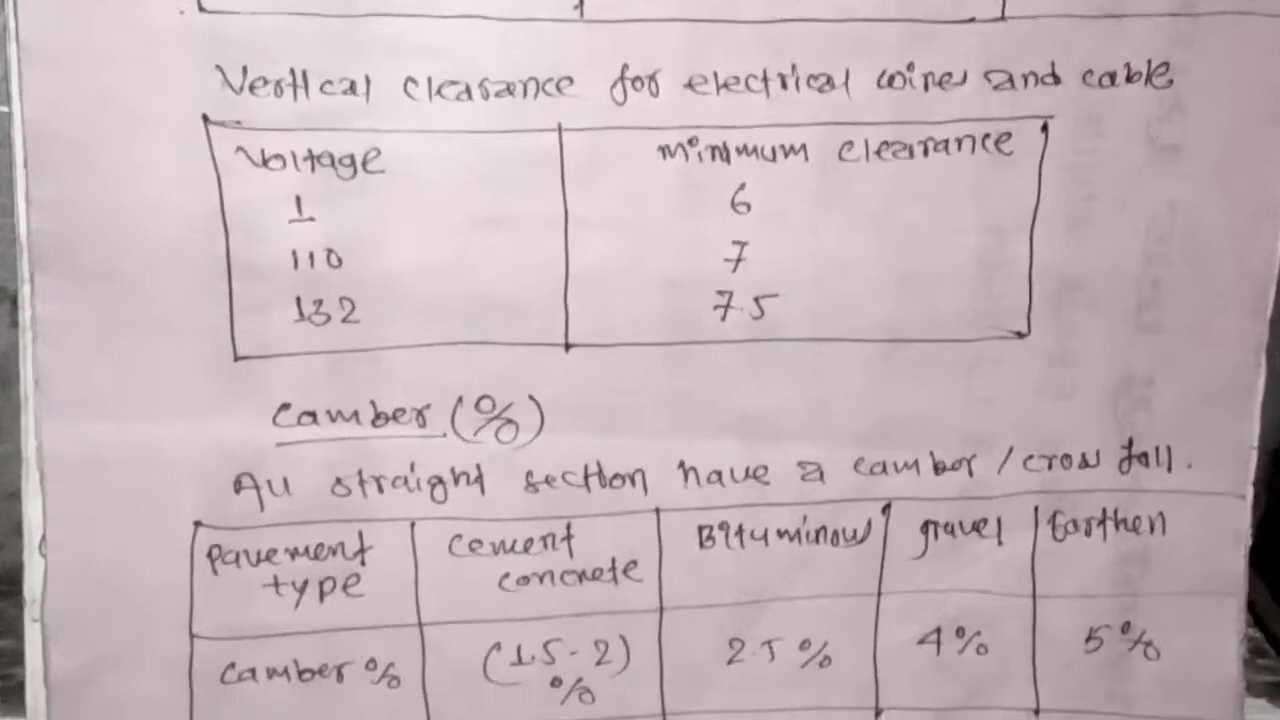 Vertical clearance for electrical wires and cable
Voltage minimum clearance
1 6
110 7
132 7.5
Camber (%)
All straight section have a camber / cross fall.
Pavement type Cement concrete Bituminous gravel Earthen
Camber % (1.5-2) % 2.5 % 4% 5%